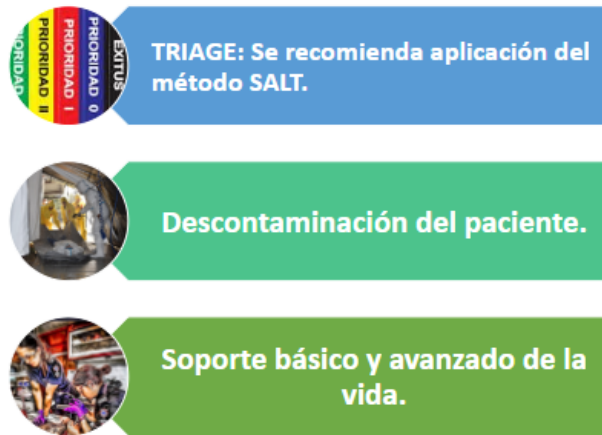 PRIORIDAD
PRIORIDAD II
PRIORIDAD I
PRIORIDAD 0
EXITUS
TRIAGE: Se recomienda aplicación del
método SALT.
Descontaminación del paciente.
Soporte básico y avanzado de la
vida.